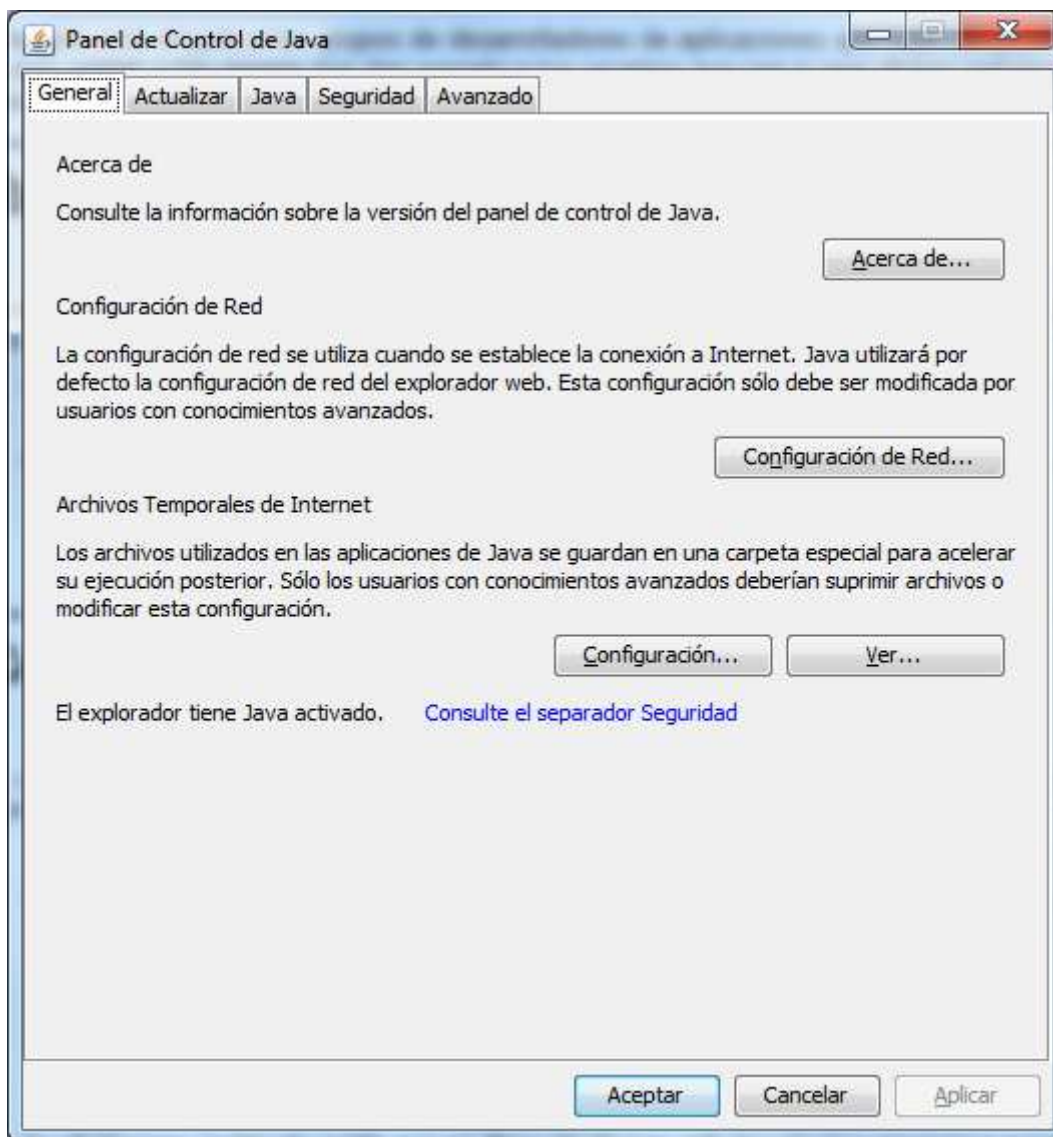 Panel de Control de Java
General Actualizar Java Seguridad Avanzado
Acerca de
Consulte la información sobre la versión del panel de control de Java.
Acerca de...
Configuración de Red
La configuración de red se utiliza cuando se establece la conexión a Internet. Java utilizará por
defecto la configuración de red del explorador web. Esta configuración sólo debe ser modificada por
usuarios con conocimientos avanzados.
Configuración de Red...
Archivos Temporales de Internet
Los archivos utilizados en las aplicaciones de Java se guardan en una carpeta especial para acelerar
su ejecución posterior. Sólo los usuarios con conocimientos avanzados deberían suprimir archivos o
modificar esta configuración.
Configuración... Ver...
El explorador tiene Java activado. Consulte el separador Seguridad
Aceptar Cancelar Aplicar